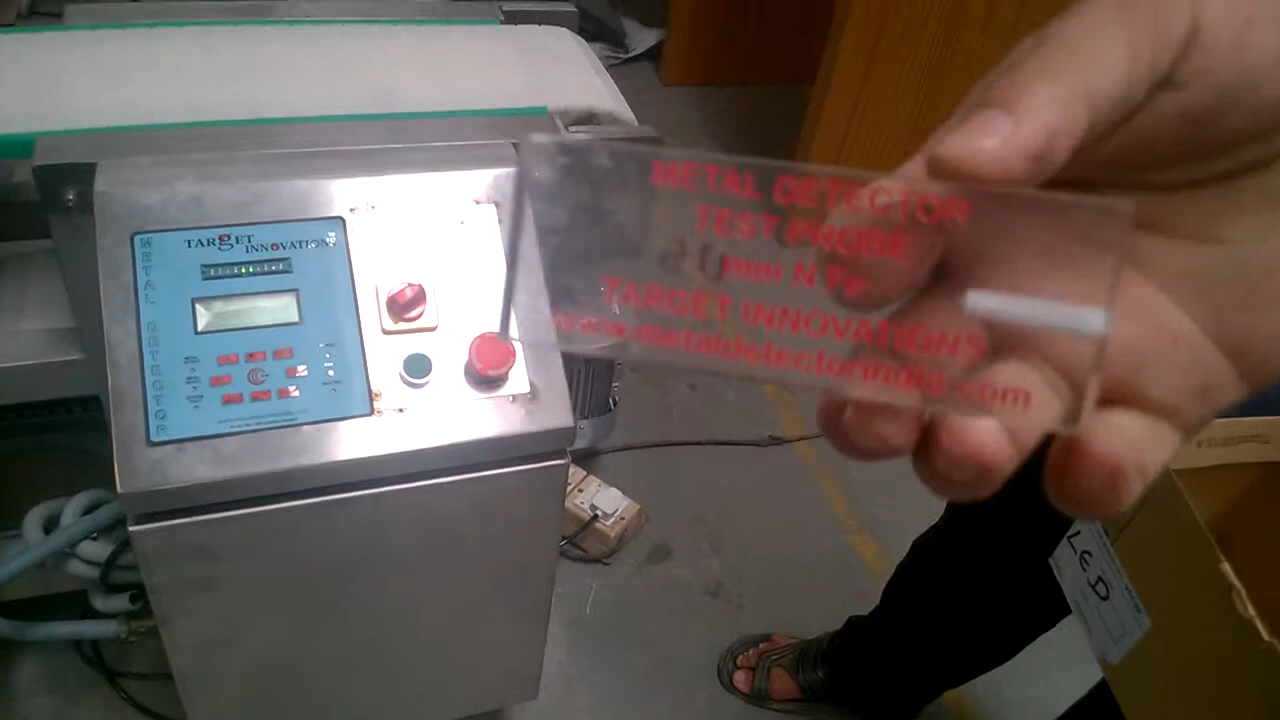 TARGET
INNOVATIONS
METAL DETECTOR
METAL DETECTOR
TEST PROBE
mm N Fe
TARGET INNOVATIONS
www.metaldetectorindia.com
LED